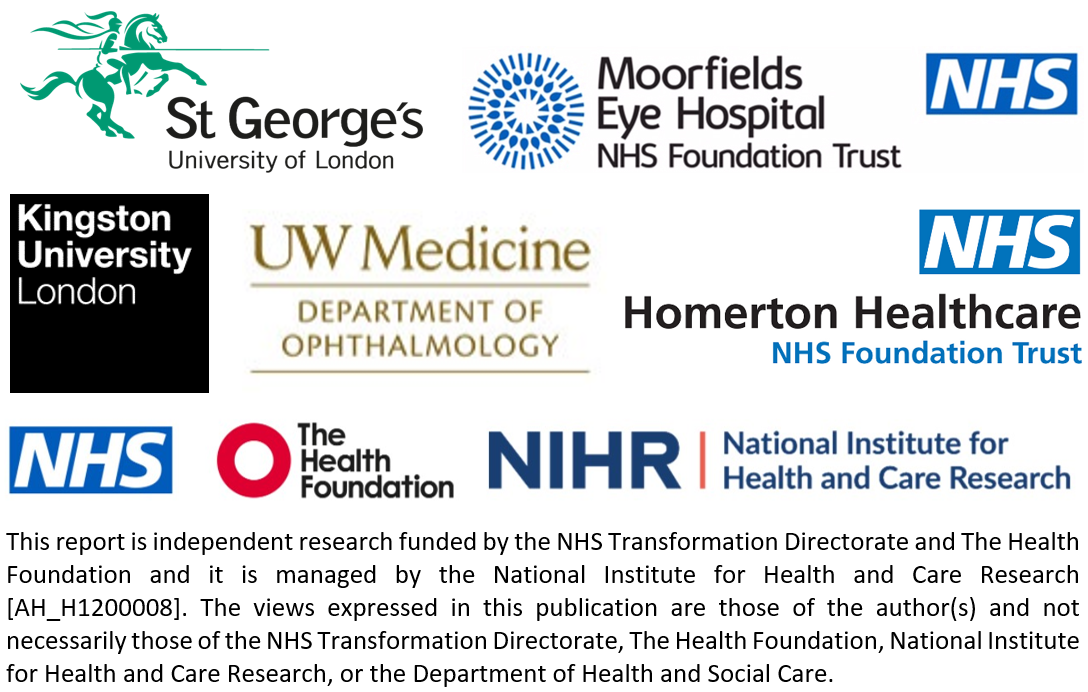 St George's
University of London
Moorfields
Eye Hospital
NHS Foundation Trust
NHS
Kingston
University
London
UW Medicine
DEPARTMENT OF
OPHTHALMOLOGY
NHS
Homerton Healthcare
NHS Foundation Trust
NHS
The
Health
Foundation
NIHR | National Institute for
Health and Care Research
This report is independent research funded by the NHS Transformation Directorate and The Health
Foundation and it is managed by the National Institute for Health and Care Research
[AH_H1200008]. The views expressed in this publication are those of the author(s) and not
necessarily those of the NHS Transformation Directorate, The Health Foundation, National Institute
for Health and Care Research, or the Department of Health and Social Care.